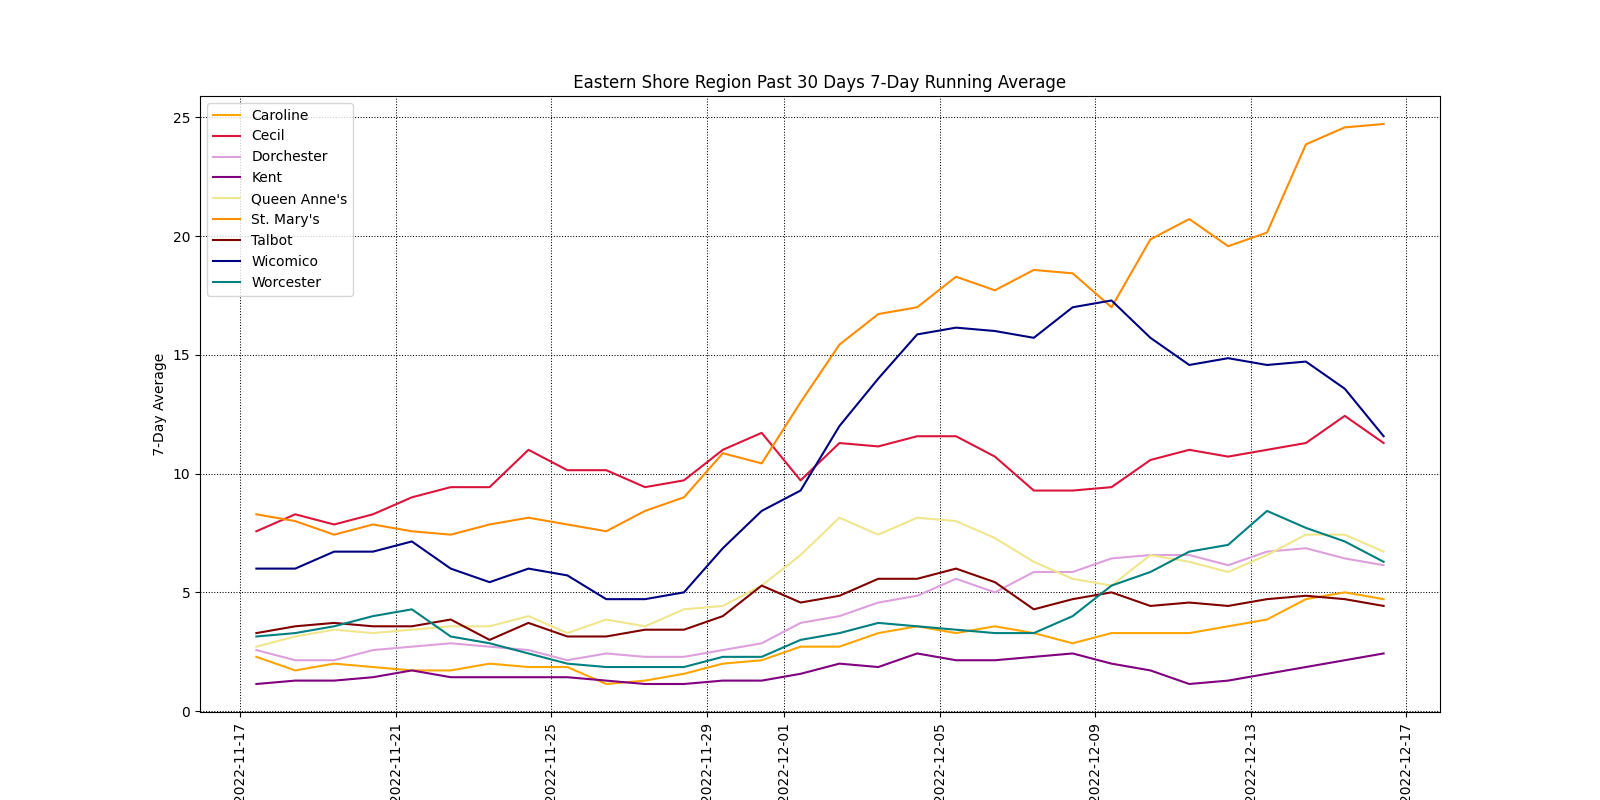 Eastern Shore Region Past 30 Days 7-Day Running Average
Caroline
Cecil
Dorchester
Kent
Queen Anne's
St. Mary's
Talbot
Wicomico
Worcester
7-Day Average
25
20
15
10
5
0
2022-11-17
2022-11-21
2022-11-25
2022-11-29
2022-12-01
2022-12-05
2022-12-09
2022-12-13
2022-12-17